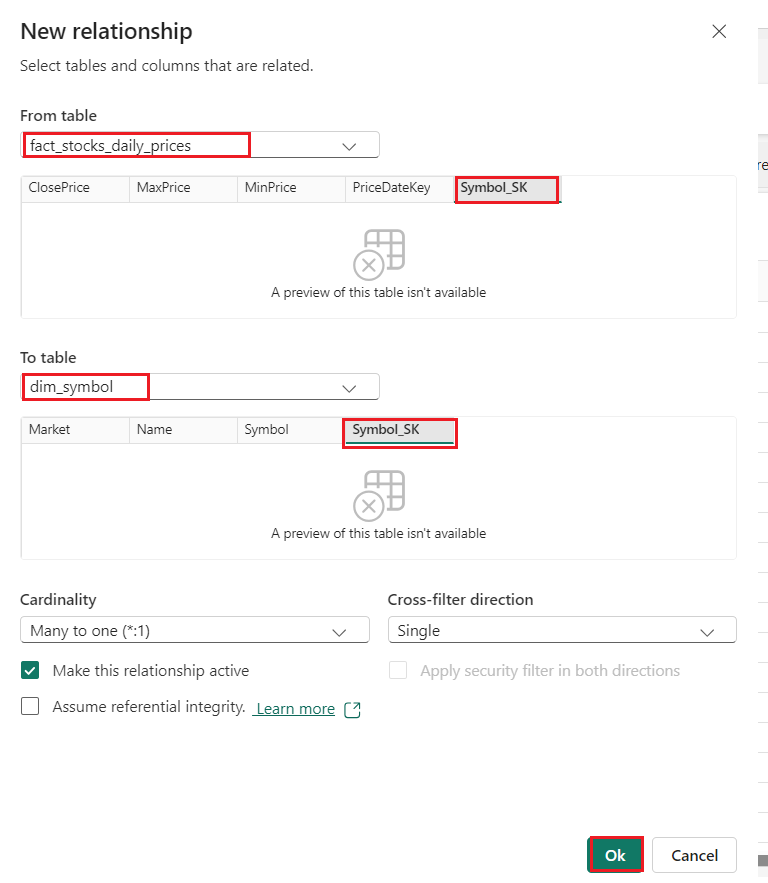 New relationship
Select tables and columns that are related.
From table
fact_stocks_daily_prices
ClosePrice MaxPrice MinPrice PriceDateKey Symbol_SK
A preview of this table isn't available
To table
dim_symbol
Market Name Symbol Symbol_SK
A preview of this table isn't available
Cardinality Cross-filter direction
Many to one (*:1) Single
Make this relationship active Apply security filter in both directions
Assume referential integrity. Learn more
Ok Cancel